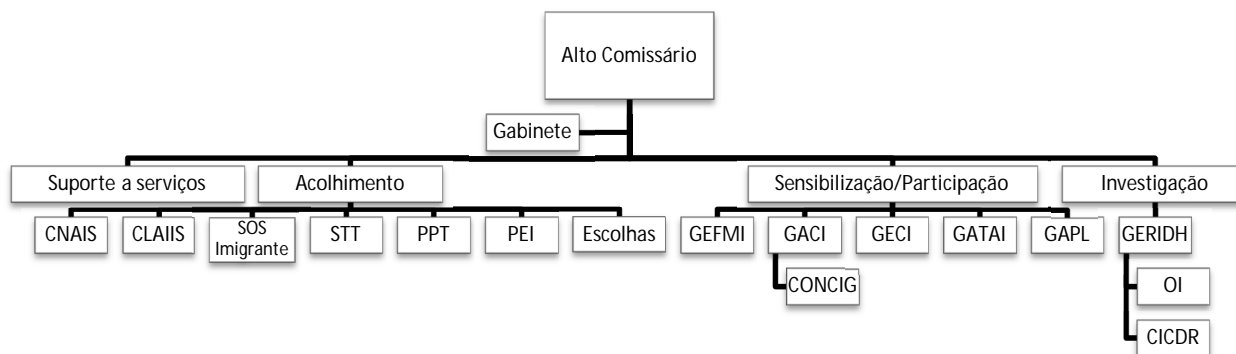 Alto Comissário
Gabinete
Suporte a serviços
Acolhimento
Sensibilização/Participação
Investigação
CNAIS
CLAIIS
SOS
Imigrante
STT
PPT
PEI
Escolhas
GEFMI
GACI
GECI
GATAI
GAPL
GERIDH
CONCIG
OI
CICDR